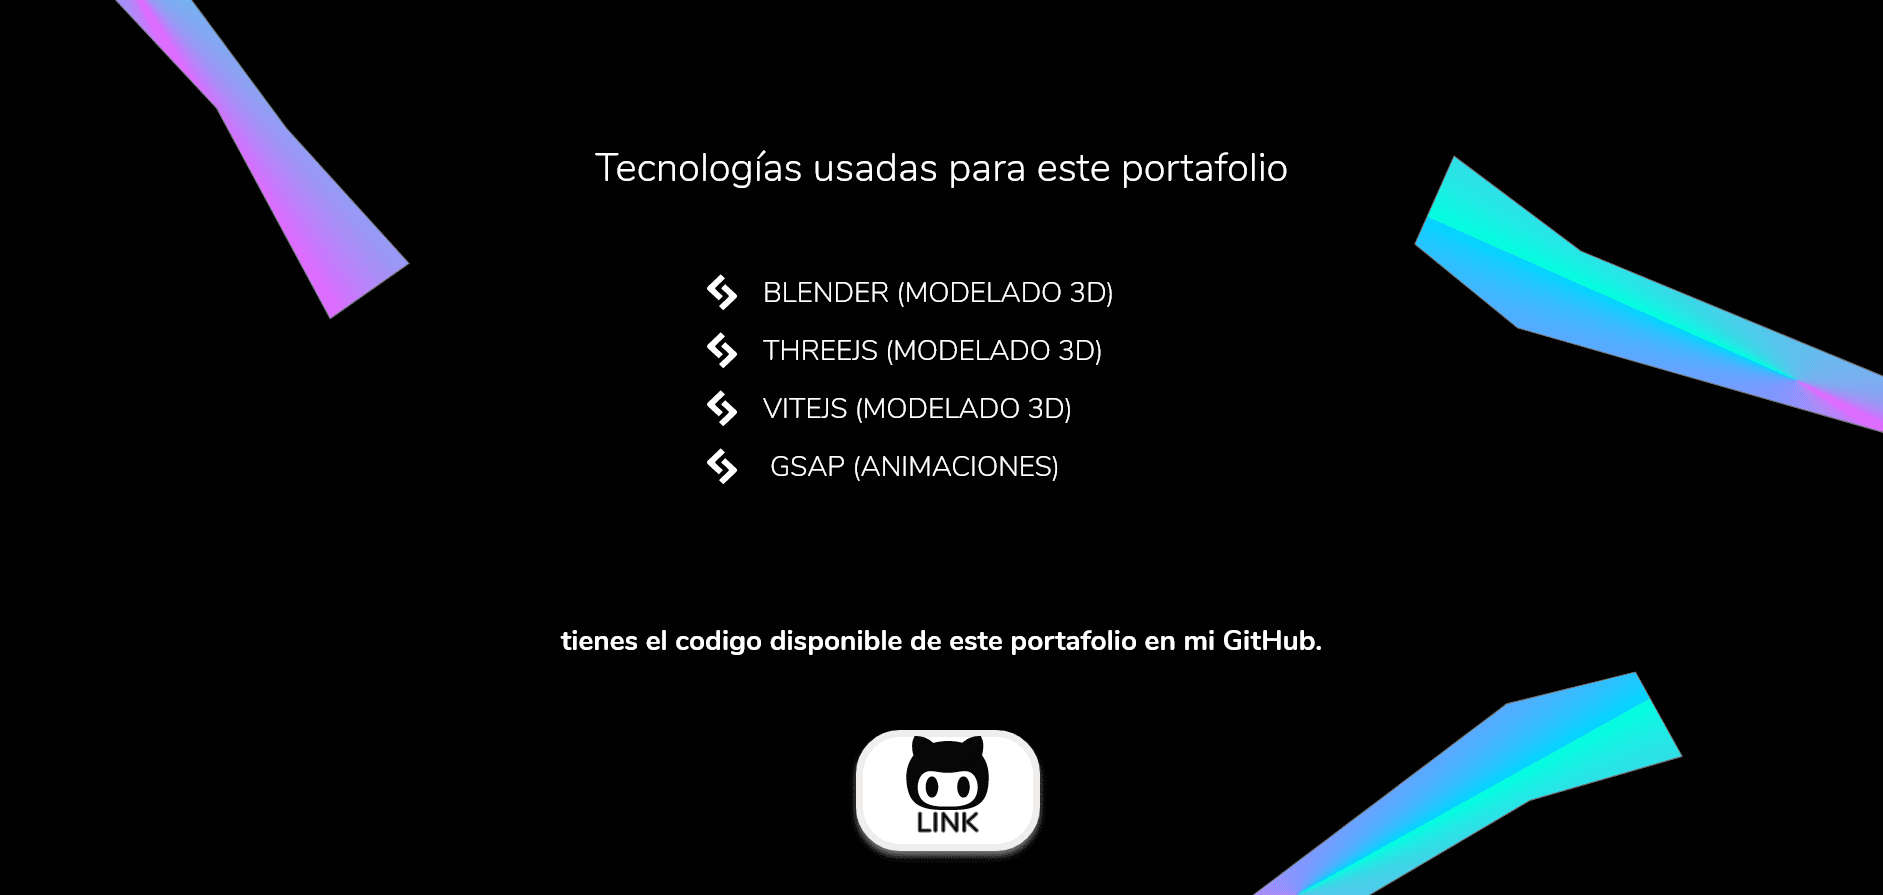 Tecnologías usadas para este portafolio
BLENDER (MODELADO 3D)
THREEJS (MODELADO 3D)
VITEJS (MODELADO 3D)
GSAP (ANIMACIONES)
tienes el codigo disponible de este portafolio en mi GitHub.
LINK